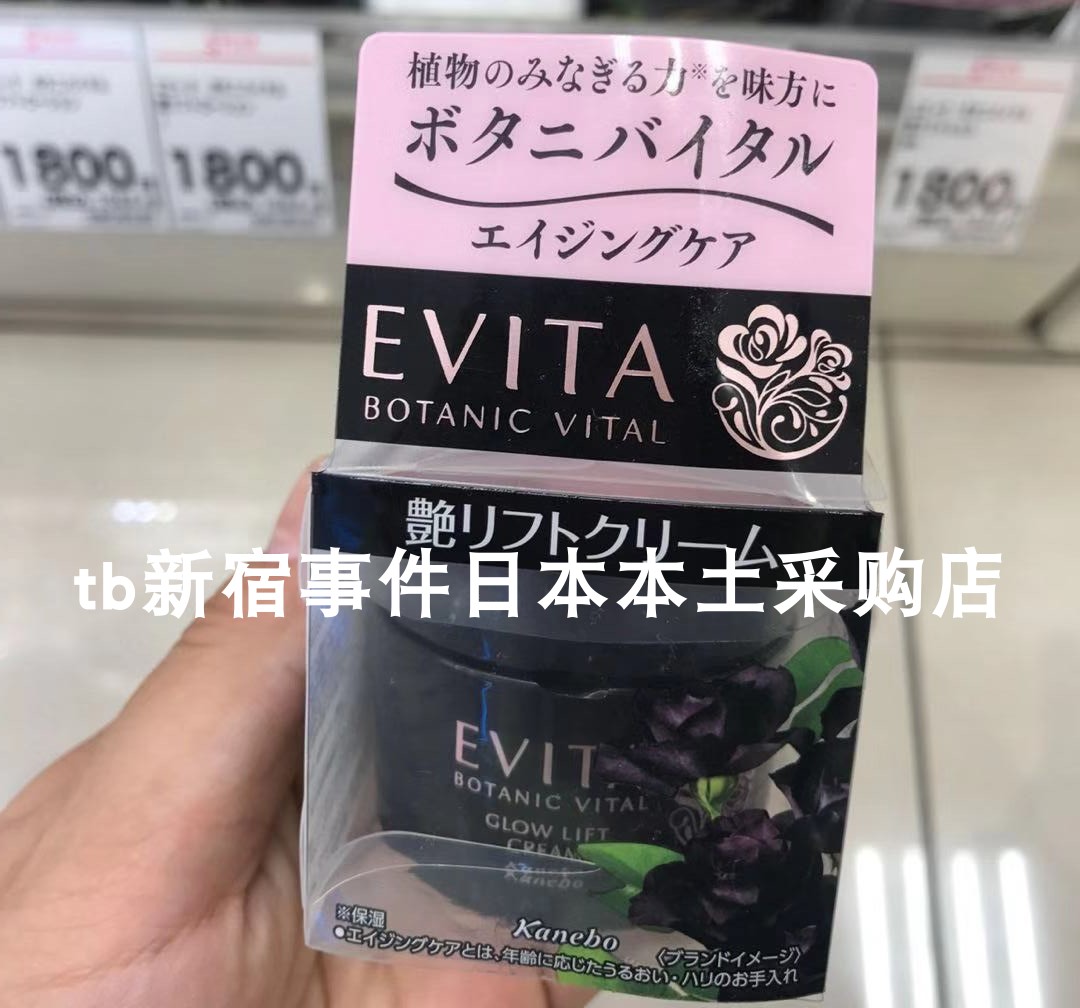 植物のみなぎる力※を味方に
ボタニバイタル
エイジングケア
1800
1800
1800
EVITA
BOTANIC VITAL
艶リフトクリーム
tb新宿事件日本本土采购店
EVIT
BOTANIC VITAL
GLOW LIFT
CREAM
Kanebo
※保湿
Kanebo
〈ブランドイメージ〉
●エイジングケアとは、年齢に応じたうるおい・ハリのお手入れ